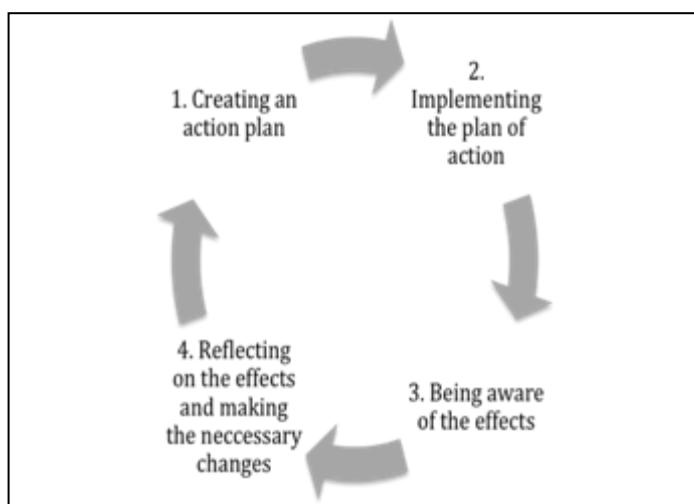 1. Creating an
action plan
2.
Implementing
the plan of
action
3. Being aware
of the effects
4. Reflecting
on the effects
and making
the neccessary
changes